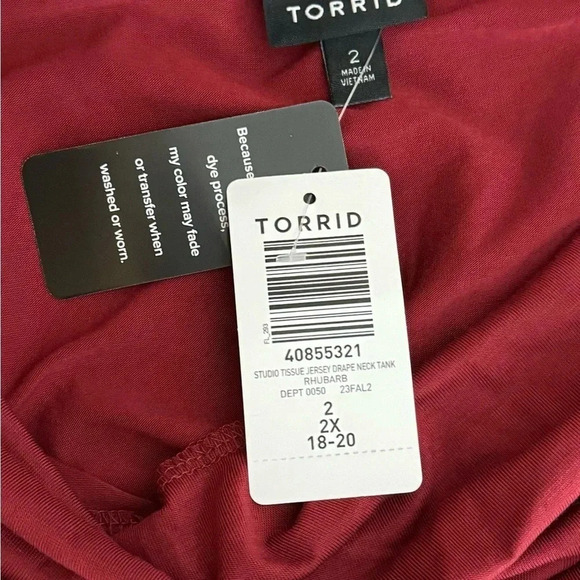 TORRID
2
MADE IN
VIETNAM
Because
dye process,
my color may fade
or transfer when
washed or worn.
TORRID
FL_293
40855321
STUDIO TISSUE JERSEY DRAPE NECK TANK
RHUBARB
DEPT 0050 23FAL2
2
2X
18-20